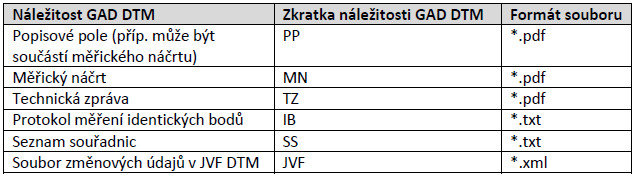 Náležitost GAD DTM Zkratka náležitosti GAD DTM Formát souboru
Popisové pole (příp. může být PP *.pdf
součástí měřického náčrtu)
Měřický náčrt MN *.pdf
Technická zpráva TZ *.pdf
Protokol měření identických bodů IB *.txt
Seznam souřadnic SS *.txt
Soubor změnových údajů v JVF DTM JVF *.xml